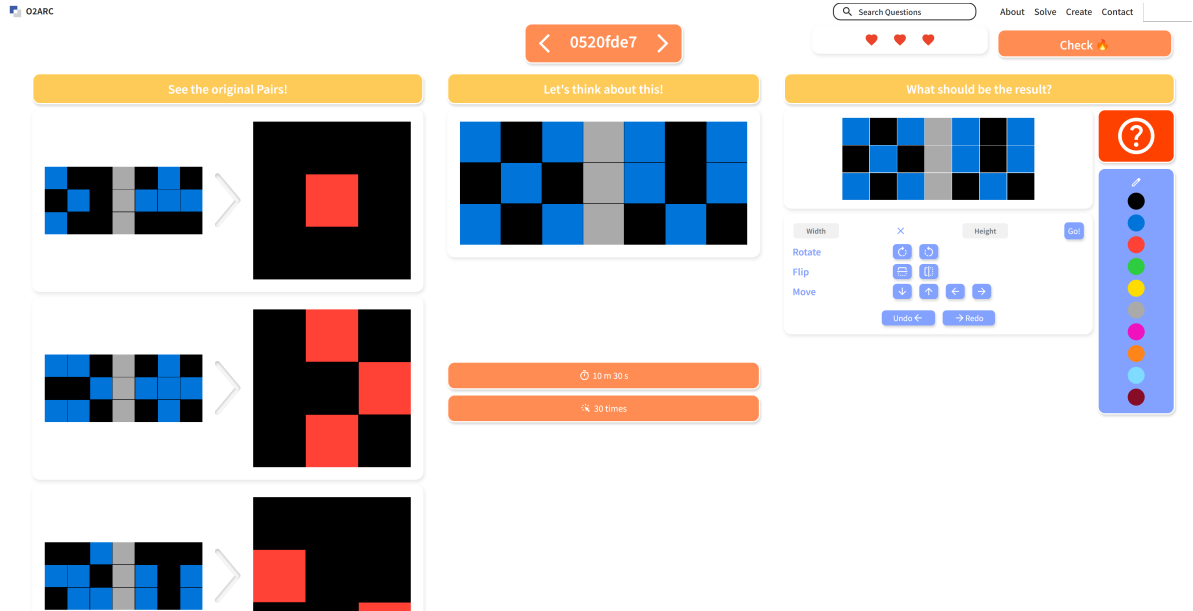 O2ARC
Search Questions
About Solve Create Contact
0520fde7
Check
See the original Pairs!
Let's think about this!
What should be the result?
?
Width × Height Go!
Rotate
Flip
Move
Undo ← → Redo
10 m 30 s
30 times